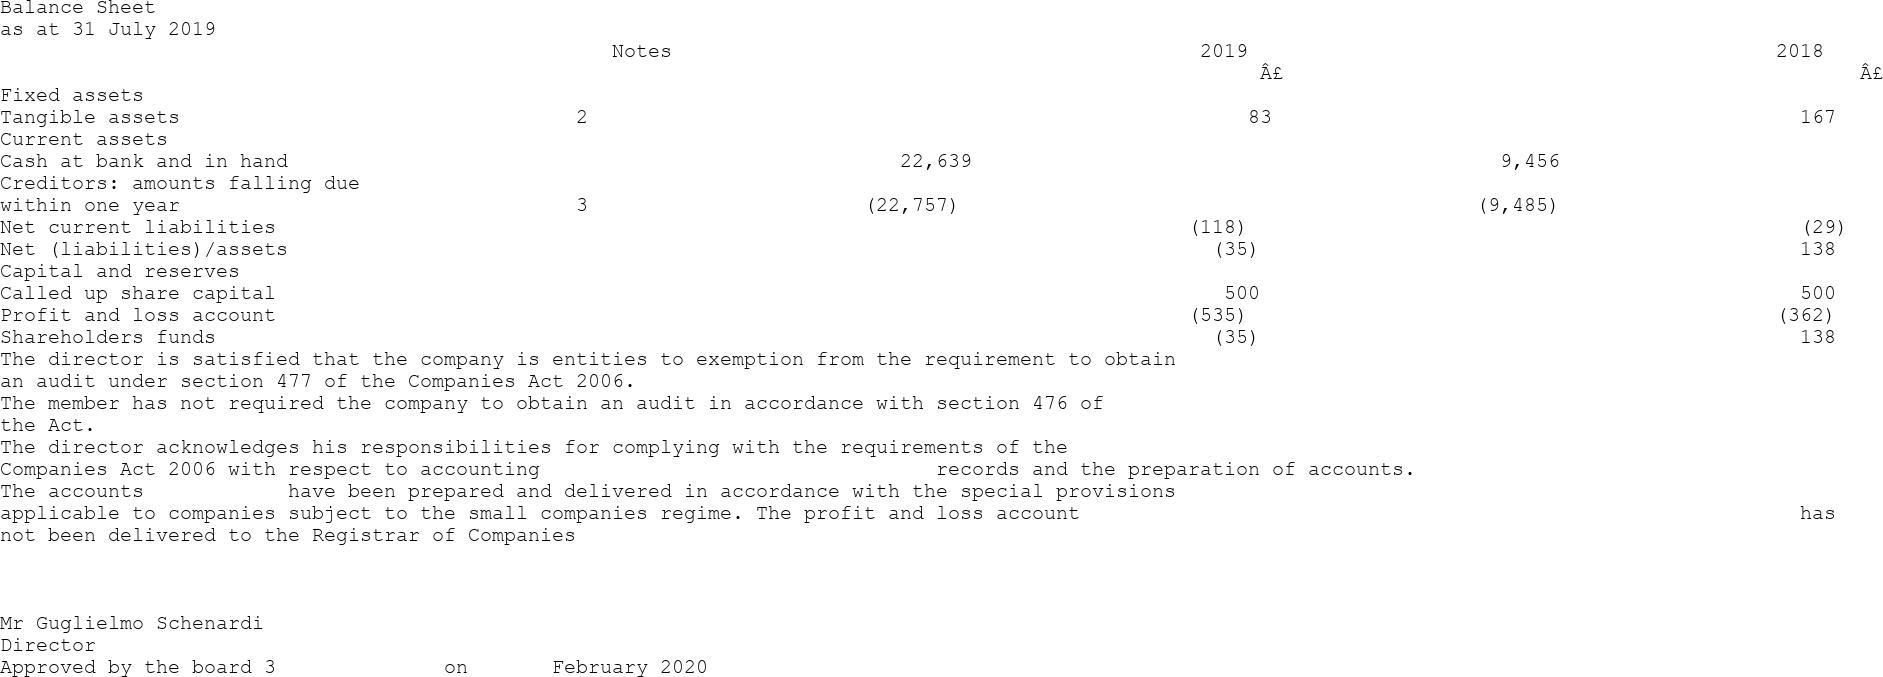 Balance Sheet
as at 31 July 2019
Notes 2019 2018
Â£ Â£
Fixed assets
Tangible assets 2 83 167
Current assets
Cash at bank and in hand 22,639 9,456
Creditors: amounts falling due
within one year 3 (22,757) (9,485)
Net current liabilities (118) (29)
Net (liabilities)/assets (35) 138
Capital and reserves
Called up share capital 500 500
Profit and loss account (535) (362)
Shareholders funds (35) 138
The director is satisfied that the company is entities to exemption from the requirement to obtain
an audit under section 477 of the Companies Act 2006.
The member has not required the company to obtain an audit in accordance with section 476 of
the Act.
The director acknowledges his responsibilities for complying with the requirements of the
Companies Act 2006 with respect to accounting records and the preparation of accounts.
The accounts have been prepared and delivered in accordance with the special provisions
applicable to companies subject to the small companies regime. The profit and loss account has
not been delivered to the Registrar of Companies
Mr Guglielmo Schenardi
Director
Approved by the board 3 on February 2020